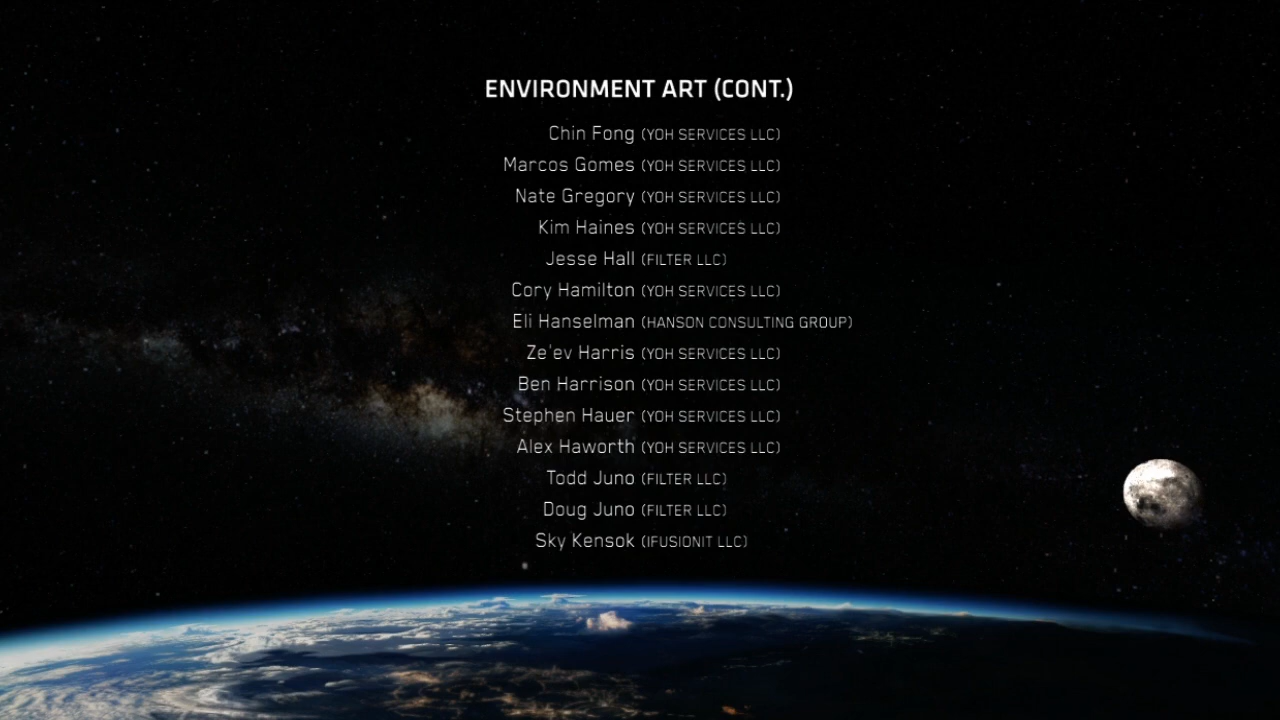 ENVIRONMENT ART (CONT.)
Chin Fong (YOH SERVICES LLC)
Marcos Gomes (YOH SERVICES LLC)
Nate Gregory (YOH SERVICES LLC)
Kim Haines (YOH SERVICES LLC)
Jesse Hall (FILTER LLC)
Cory Hamilton (YOH SERVICES LLC)
Eli Hanselman (HANSON CONSULTING GROUP)
Ze'ev Harris (YOH SERVICES LLC)
Ben Harrison (YOH SERVICES LLC)
Stephen Hauer (YOH SERVICES LLC)
Alex Haworth (YOH SERVICES LLC)
Todd Juno (FILTER LLC)
Doug Juno (FILTER LLC)
Sky Kensok (IFUSIONIT LLC)